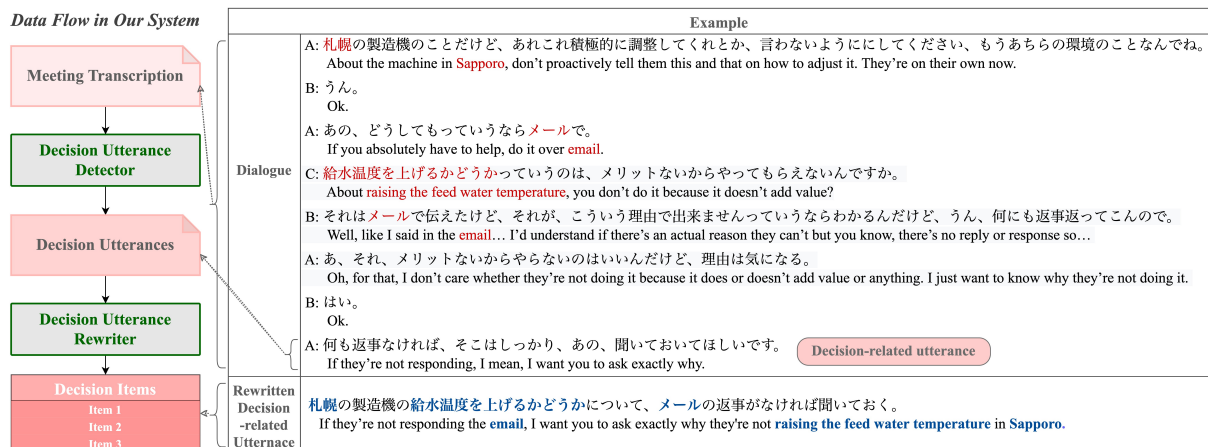 Data Flow in Our System
Meeting Transcription
Decision Utterance
Detector
Decision Utterances
Decision Utterance
Rewriter
Decision Items
Item 1
Item 2
Item 3
Example
Dialogue
A: 札幌の製造機のことだけど、あれこれ積極的に調整してくれとか、言わないようににしてください、もうあちらの環境のことなんでね。
About the machine in Sapporo, don't proactively tell them this and that on how to adjust it. They're on their own now.
B: うん。
Ok.
A: あの、どうしてもっていうならメールで。
If you absolutely have to help, do it over email.
C: 給水温度を上げるかどうかっていうのは、メリットないからやってもらえないんですか。
About raising the feed water temperature, you don't do it because it doesn't add value?
B: それはメールで伝えたけど、それが、こういう理由で出来ませんっていうならわかるんだけど、うん、何にも返事返ってこんので。
Well, like I said in the email… I'd understand if there's an actual reason they can't but you know, there's no reply or response so…
A: あ、それ、メリットないからやらないのはいいんだけど、理由は気になる。
Oh, for that, I don't care whether they're not doing it because it does or doesn't add value or anything. I just want to know why they're not doing it.
B: はい。
Ok.
A: 何も返事なければ、そこはしっかり、あの、聞いておいてほしいです。
Decision-related utterance
If they're not responding, I mean, I want you to ask exactly why.
Rewritten
Decision
-related
Utternace
札幌の製造機の給水温度を上げるかどうかについて、メールの返事がなければ聞いておく。
If they're not responding the email, I want you to ask exactly why they're not raising the feed water temperature in Sapporo.